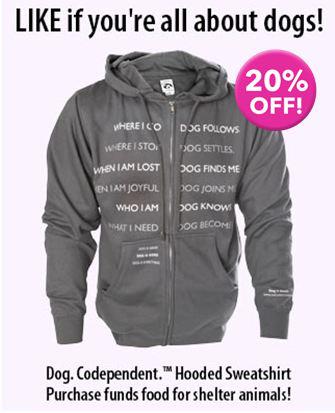 LIKE if you're all about dogs!
20%
OFF!
WHERE I GO DOG FOLLOWS.
WHERE I STOP DOG SETTLES.
WHEN I AM LOST DOG FINDS ME
EN I AM JOYFUL DOG JOINS ME
WHO I AM DOG KNOWS
WHAT I NEED DOG BECOME
Dog. Codependent.™ Hooded Sweatshirt
Purchase funds food for shelter animals!